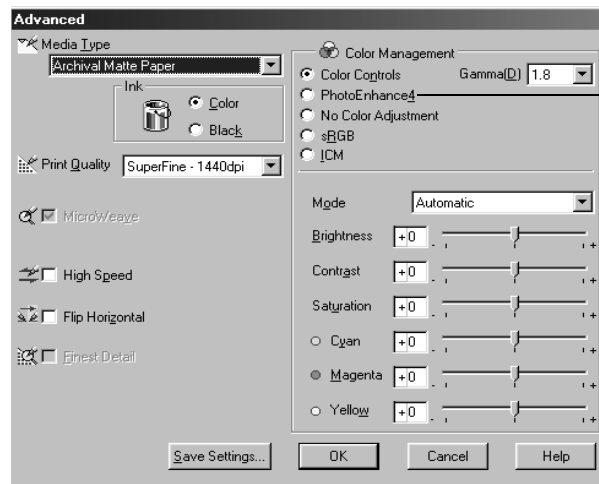 Advanced
Media Type
Archival Matte Paper
Ink
Color
Black
Print Quality SuperFine - 1440dpi
MicroWeave
High Speed
Flip Horizontal
Finest Detail
Color Management
Color Controls Gamma(D) 1.8
PhotoEnhance4
No Color Adjustment
sRGB
ICM
Mode Automatic
Brightness +0 - +
Contrast +0 - +
Saturation +0 - +
Cyan +0 - +
Magenta +0 - +
Yellow +0 - +
Save Settings... OK Cancel Help